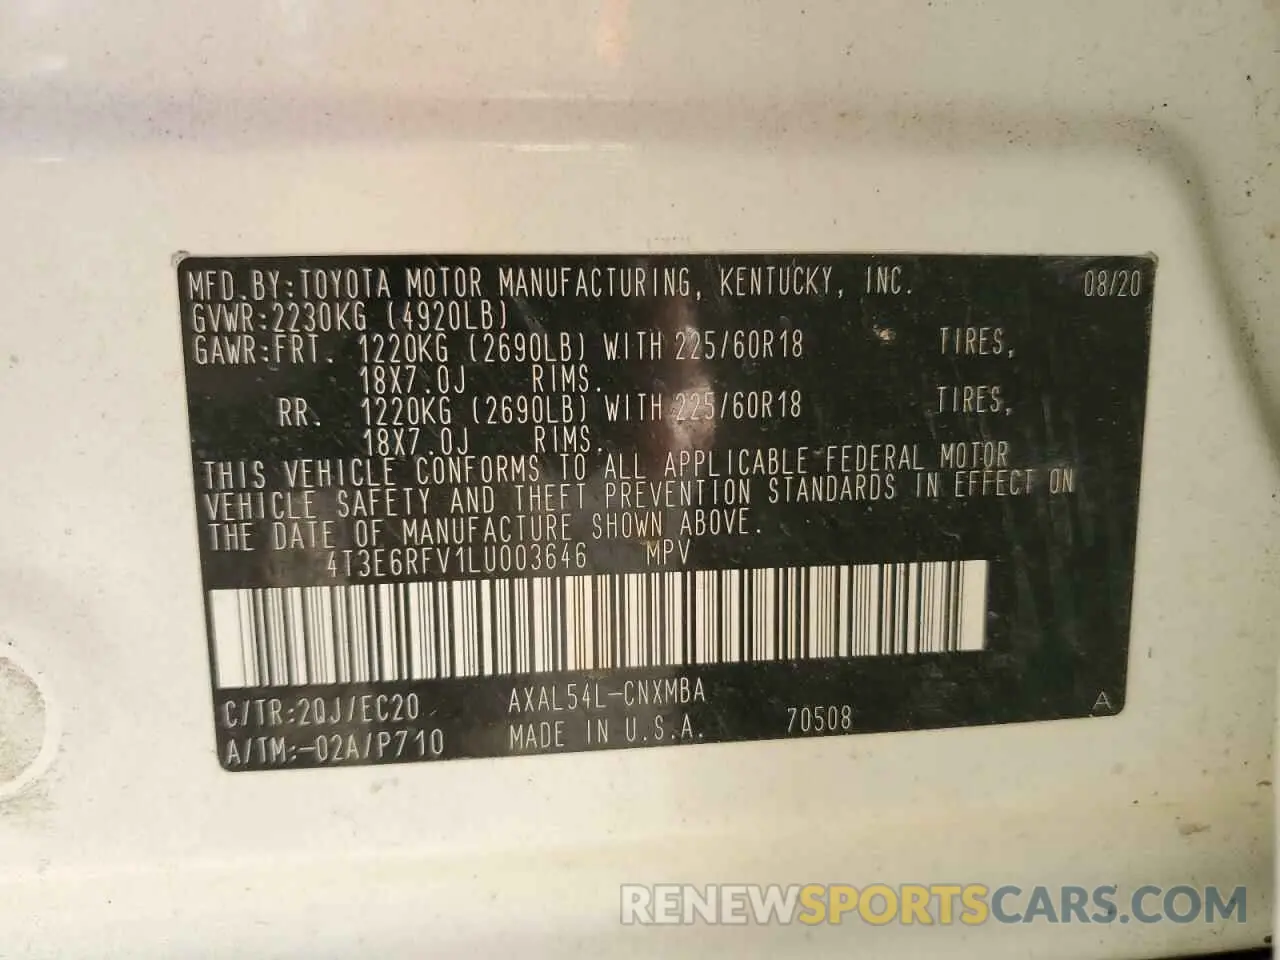 MFD.BY:TOYOTA MOTOR MANUFACTURING, KENTUCKY, INC. 08/20
GVWR:2230KG (4920LB)
GAWR:FRT. 1220KG (2690LB) WITH 225/60R18 TIRES,
18X7.0J RIMS.
RR. 1220KG (2690LB) WITH 225/60R18 TIRES,
18X7.0J RIMS.
THIS VEHICLE CONFORMS TO ALL APPLICABLE FEDERAL MOTOR
VEHICLE SAFETY AND THEFT PREVENTION STANDARDS IN EFFECT ON
THE DATE OF MANUFACTURE SHOWN ABOVE.
4T3E6RFV1LU003646 MPV
C/TR:2QJ/EC20 AXAL54L-CNXMBA
A/TM:-02A/P710 MADE IN U.S.A. 70508 A
RENEWSPORTSCARS.COM